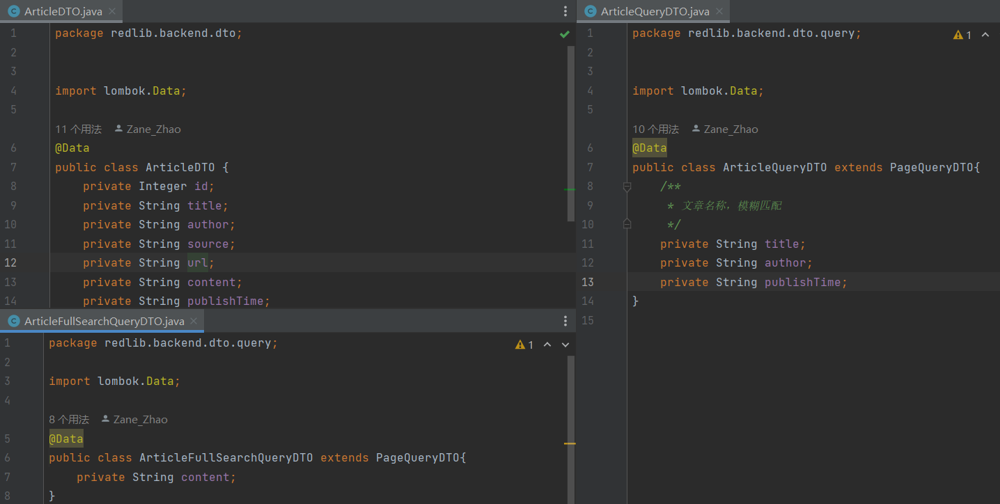 ArticleDTO.java
1 package redlib.backend.dto;
2
3
4 import lombok.Data;
5
11 个用法 Zane_Zhao
6 @Data
7 public class ArticleDTO {
8 private Integer id;
9 private String title;
10 private String author;
11 private String source;
12 private String url;
13 private String content;
14 private String publishTime;
ArticleFullSearchQueryDTO.java
1 package redlib.backend.dto.query;
1
2
3 import lombok.Data;
4
8 个用法 Zane_Zhao
5 @Data
6 public class ArticleFullSearchQueryDTO extends PageQueryDTO{
7 private String content;
8 }
ArticleQueryDTO.java
1 package redlib.backend.dto.query;
1
2
3
4 import lombok.Data;
5
10 个用法 Zane_Zhao
6 @Data
7 public class ArticleQueryDTO extends PageQueryDTO{
8 /**
9 * 文章名称，模糊匹配
10 */
11 private String title;
12 private String author;
13 private String publishTime;
14 }
15